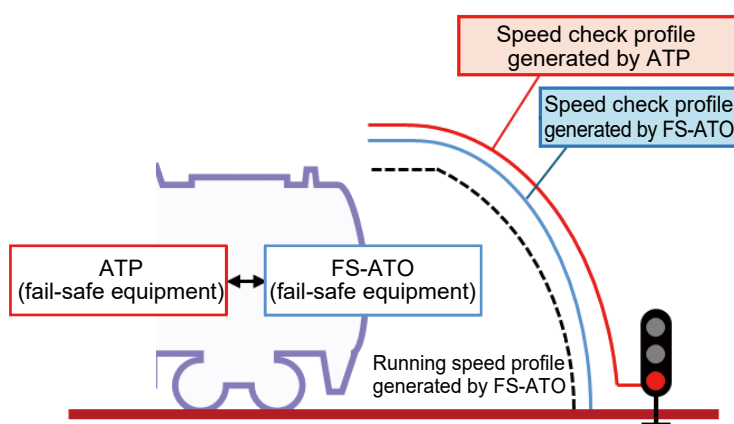 Speed check profile
generated by ATP
Speed check profile
generated by FS-ATO
ATP
(fail-safe equipment)
FS-ATO
(fail-safe equipment)
Running speed profile
generated by FS-ATO